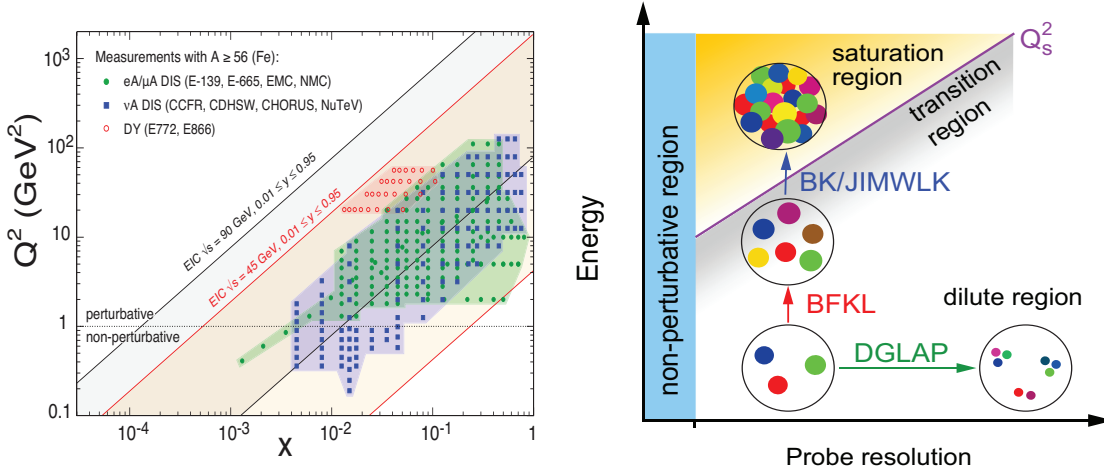 Measurements with A ≥ 56 (Fe):
eA/μA DIS (E-139, E-665, EMC, NMC)
νA DIS (CCFR, CDHSW, CHORUS, NuTeV)
DY (E772, E866)
EIC √s = 90 GeV, 0.01 ≤ y ≤ 0.95
EIC √s = 45 GeV, 0.01 ≤ y ≤ 0.95
perturbative
non-perturbative
Q² (GeV²)
10³
10²
10
1
0.1
10⁻⁴
10⁻³
10⁻²
10⁻¹
1
x
Q²ₛ
saturation
region
transition
region
non-perturbative region
BK/JIMWLK
BFKL
dilute region
DGLAP
Energy
Probe resolution